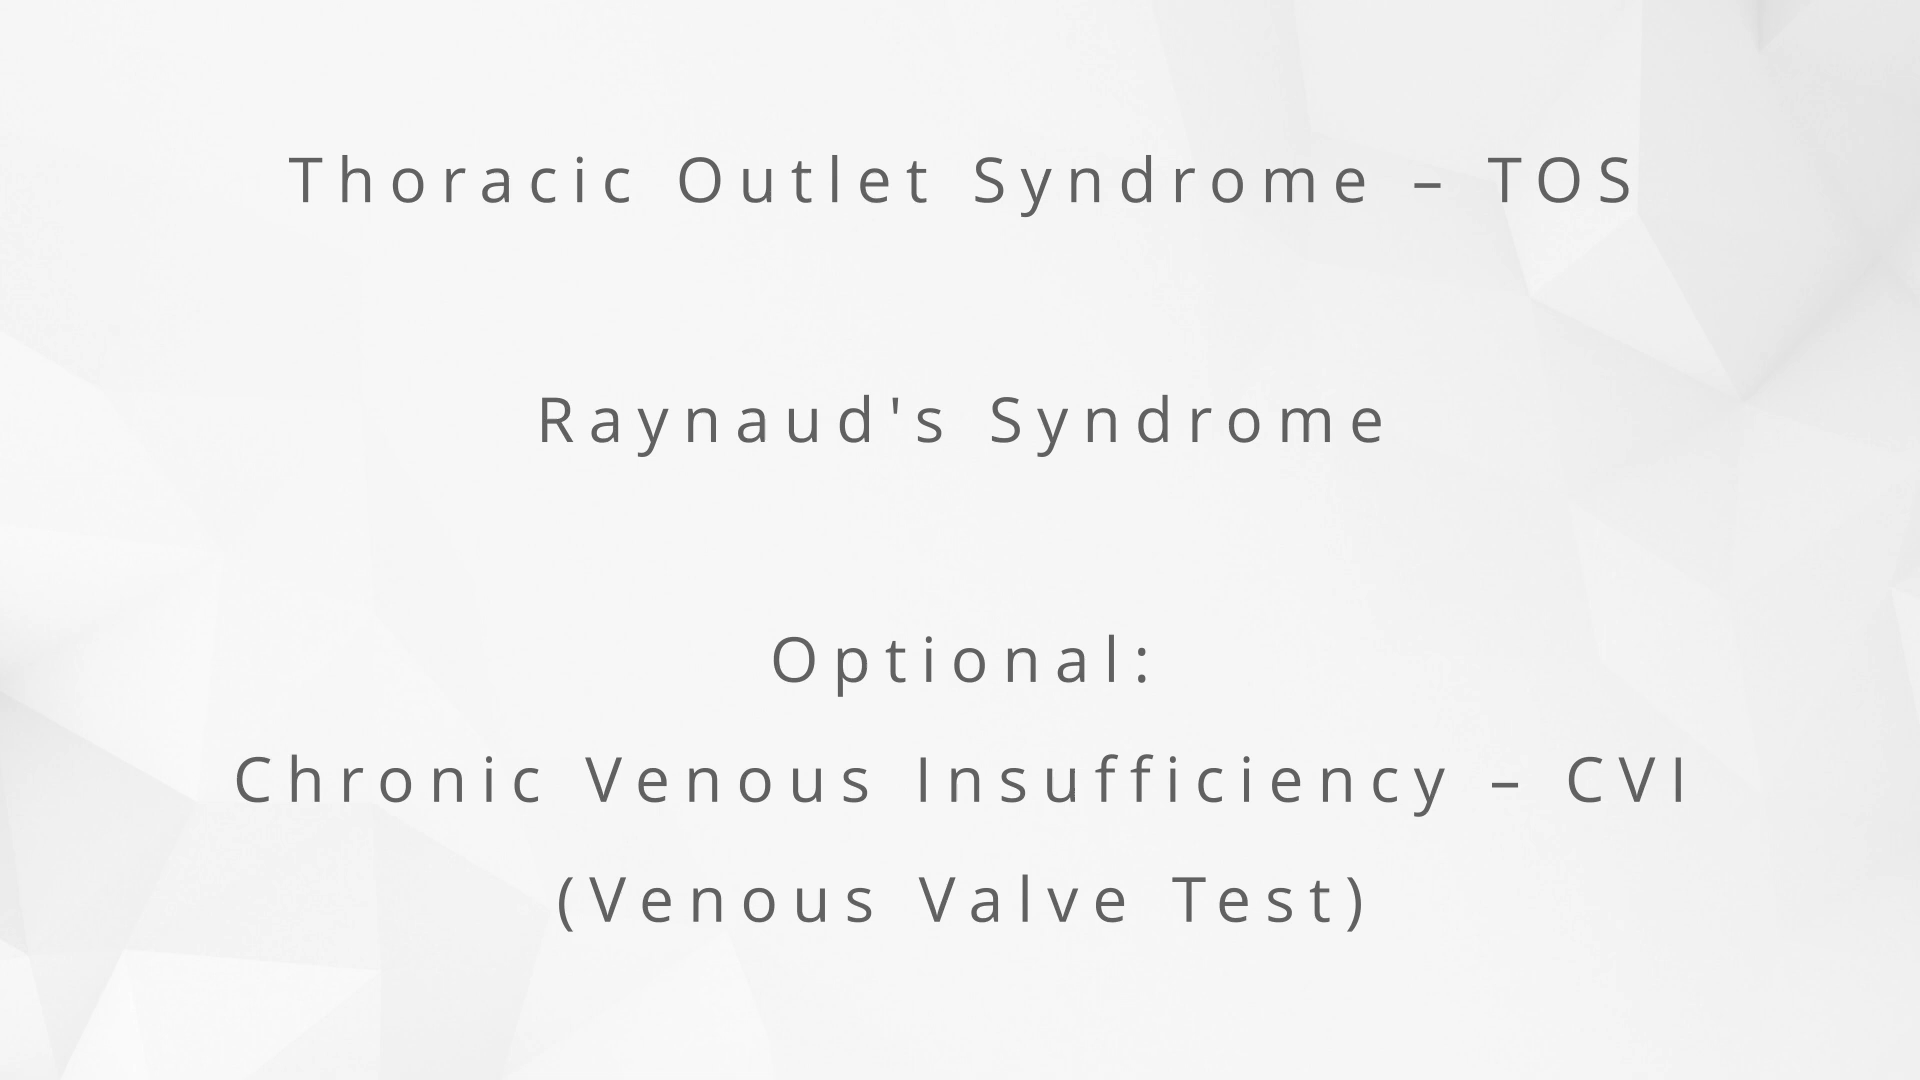 Thoracic Outlet Syndrome – TOS
Raynaud's Syndrome
Optional:
Chronic Venous Insufficiency – CVI
(Venous Valve Test)